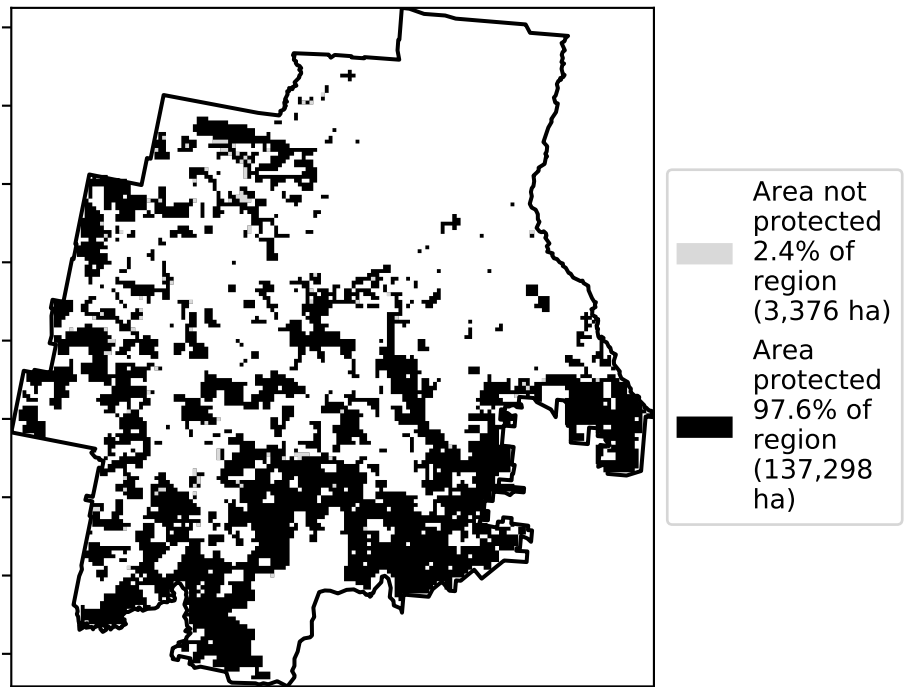 Area not
protected
2.4% of
region
(3,376 ha)
Area
protected
97.6% of
region
(137,298
ha)